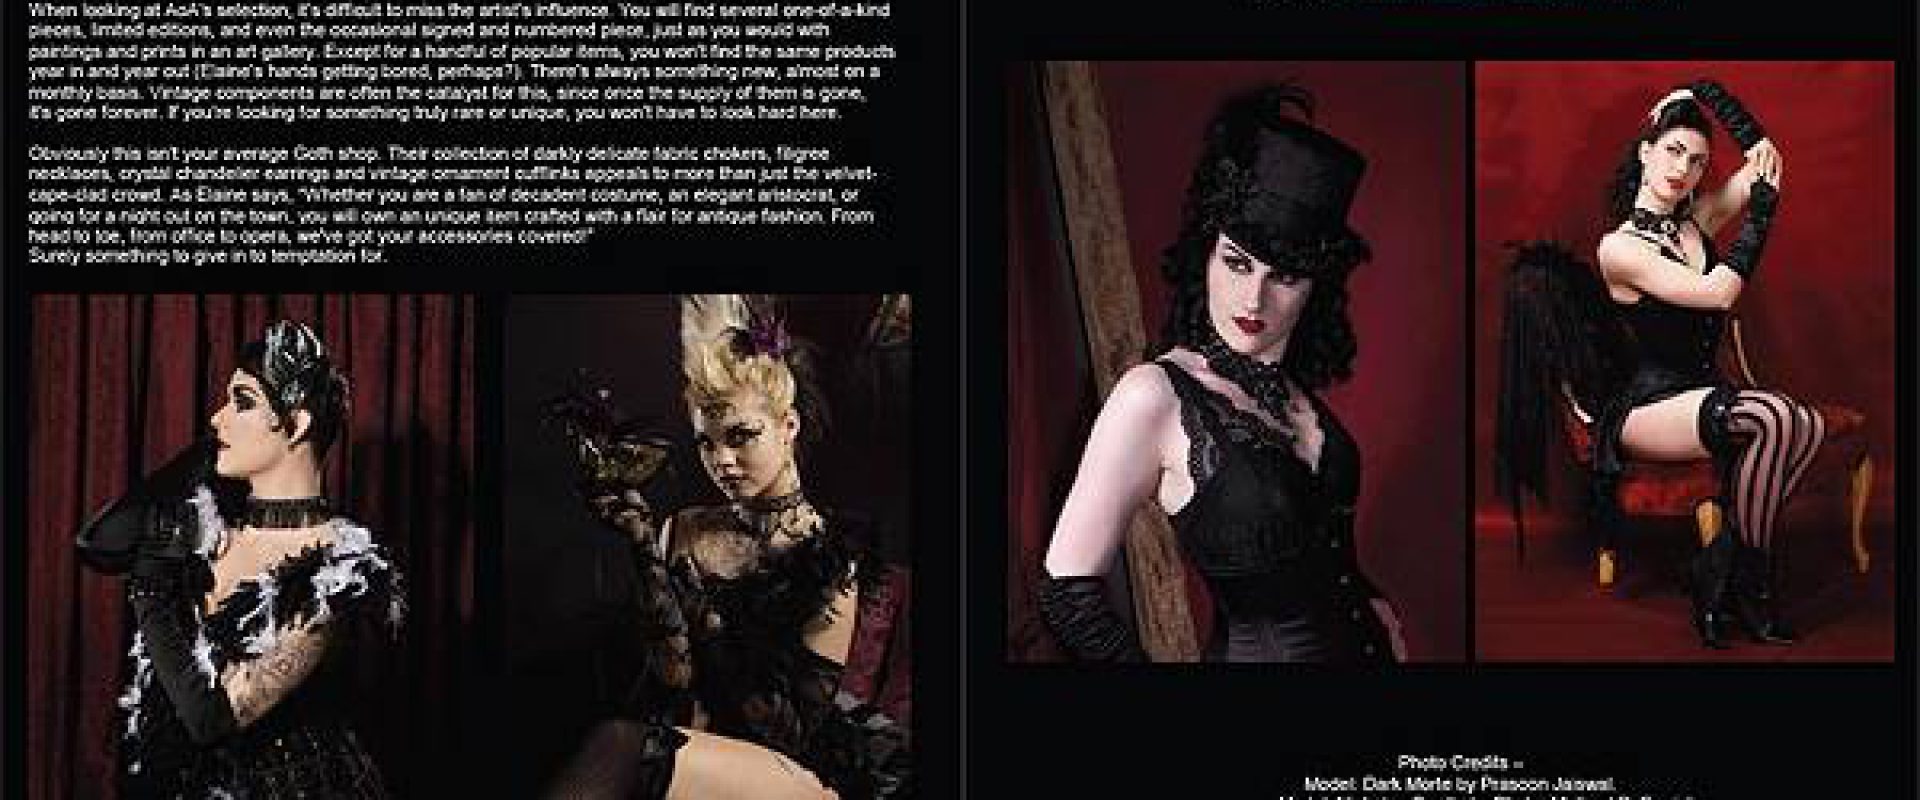 When looking at AoA's selection, it's difficult to miss the artist's influence. You will find several one-of-a-kind
pieces, limited editions, and even the occasional signed and numbered piece, just as you would with
paintings and prints in an art gallery. Except for a handful of popular items, you won't find the same products
year in and year out (Elaine's hands getting bored, perhaps?). There's always something new, almost on a
monthly basis. Vintage components are often the catalyst for this, since once the supply of them is gone,
it's gone forever. If you're looking for something truly rare or unique, you won't have to look hard here.
Obviously this isn't your average Goth shop. Their collection of darkly delicate fabric chokers, filigree
necklaces, crystal chandelier earrings and vintage ornament cufflinks appeals to more than just the velvet-
cape-clad crowd. As Elaine says, "Whether you are a fan of decadent costume, an elegant aristocrat, or
going for a night out on the town, you will own an unique item crafted with a flair for antique fashion. From
head to toe, from office to opera, we've got your accessories covered!"
Surely something to give in to temptation for.
Photo Credits –
Model: Dark Morte by Prasoon Jaiswal.